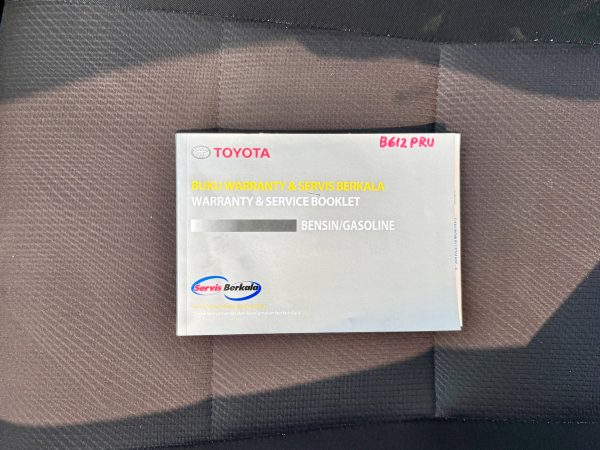 B612 PRU
TOYOTA
BUKU WARRANTY & SERVIS BERKALA
WARRANTY & SERVICE BOOKLET
BENSIN/GASOLINE
Servis Berkala